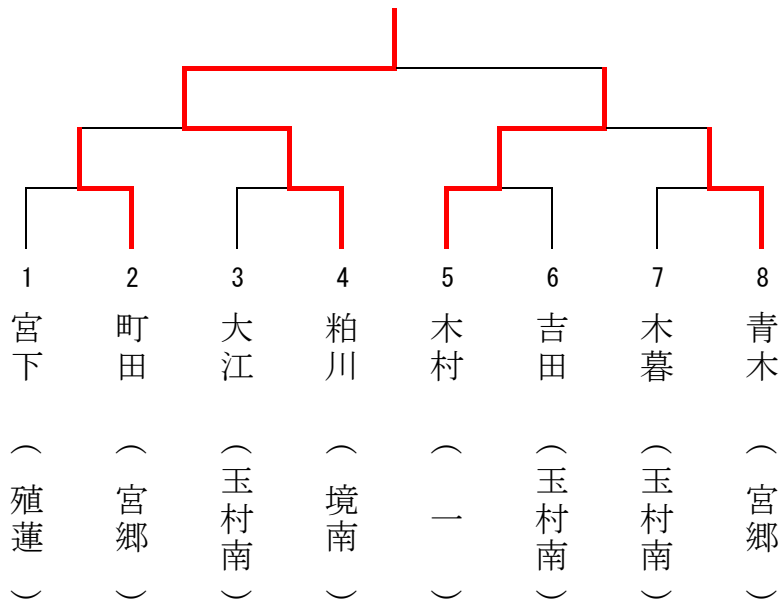 1 2 3 4 5 6 7 8
宮下（殖蓮）
町田（宮郷）
大江（玉村南）
粕川（境南）
木村（一）
吉田（玉村南）
木暮（玉村南）
青木（宮郷）